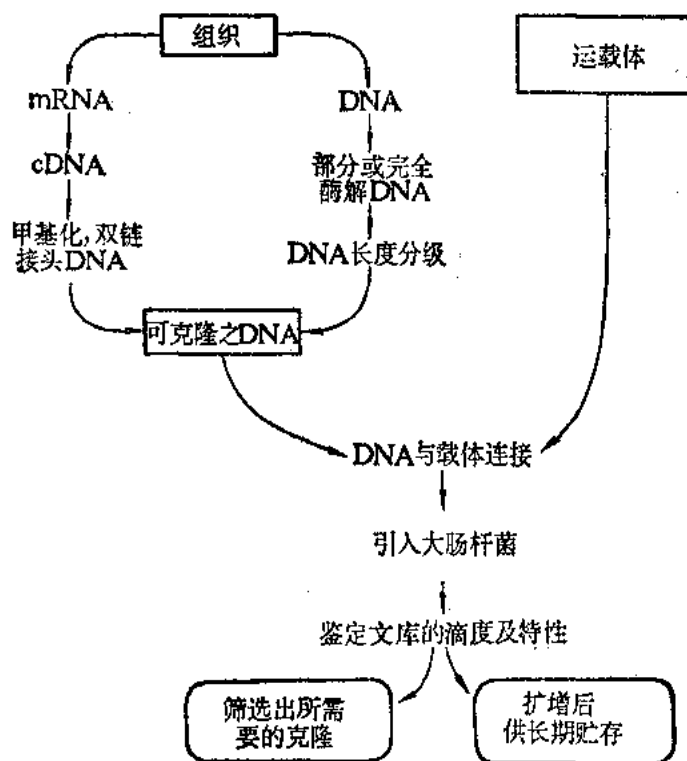 组织
运载体
mRNA
DNA
cDNA
部分或完全
酶解DNA
甲基化,双链
接头DNA
DNA长度分级
可克隆之DNA
DNA与载体连接
引入大肠杆菌
鉴定文库的滴度及特性
筛选出所需
要的克隆
扩增后
供长期贮存